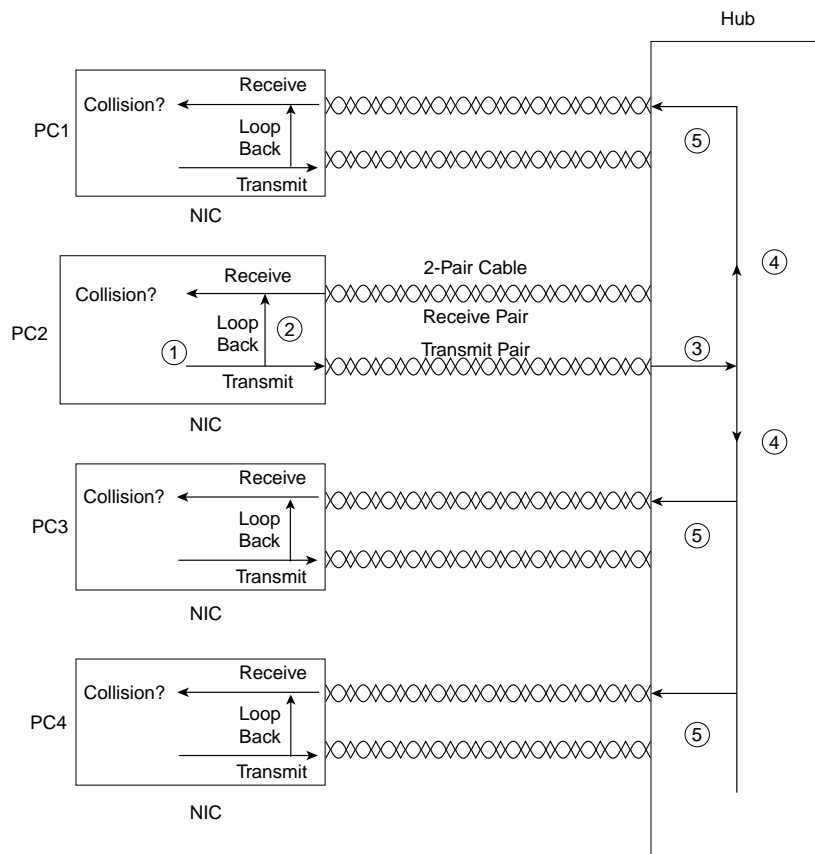 Hub
Receive
Collision?
PC1
Loop
Back
5
Transmit
NIC
4
2-Pair Cable
Receive
Collision?
PC2
Loop
Back
2
Receive Pair
1
Transmit
Transmit Pair
3
NIC
4
Receive
Collision?
PC3
Loop
Back
5
Transmit
NIC
Receive
Collision?
PC4
Loop
Back
5
Transmit
NIC